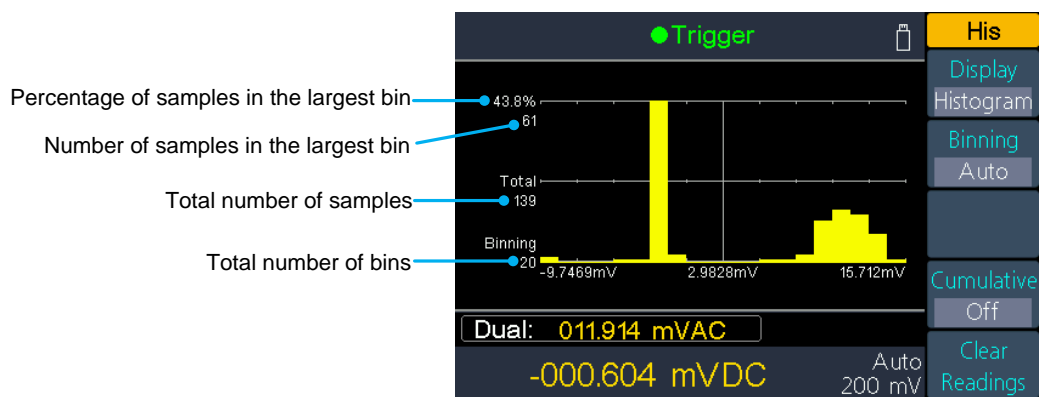 Trigger
His
Display
Histogram
Binning
Auto
Cumulative
Off
Clear
Readings
Percentage of samples in the largest bin
43.8%
Number of samples in the largest bin
61
Total
Total number of samples
139
Binning
Total number of bins
20
-9.7469mV
2.9828mV
15.712mV
Dual: 011.914 mVAC
-000.604 mVDC
Auto
200 mV